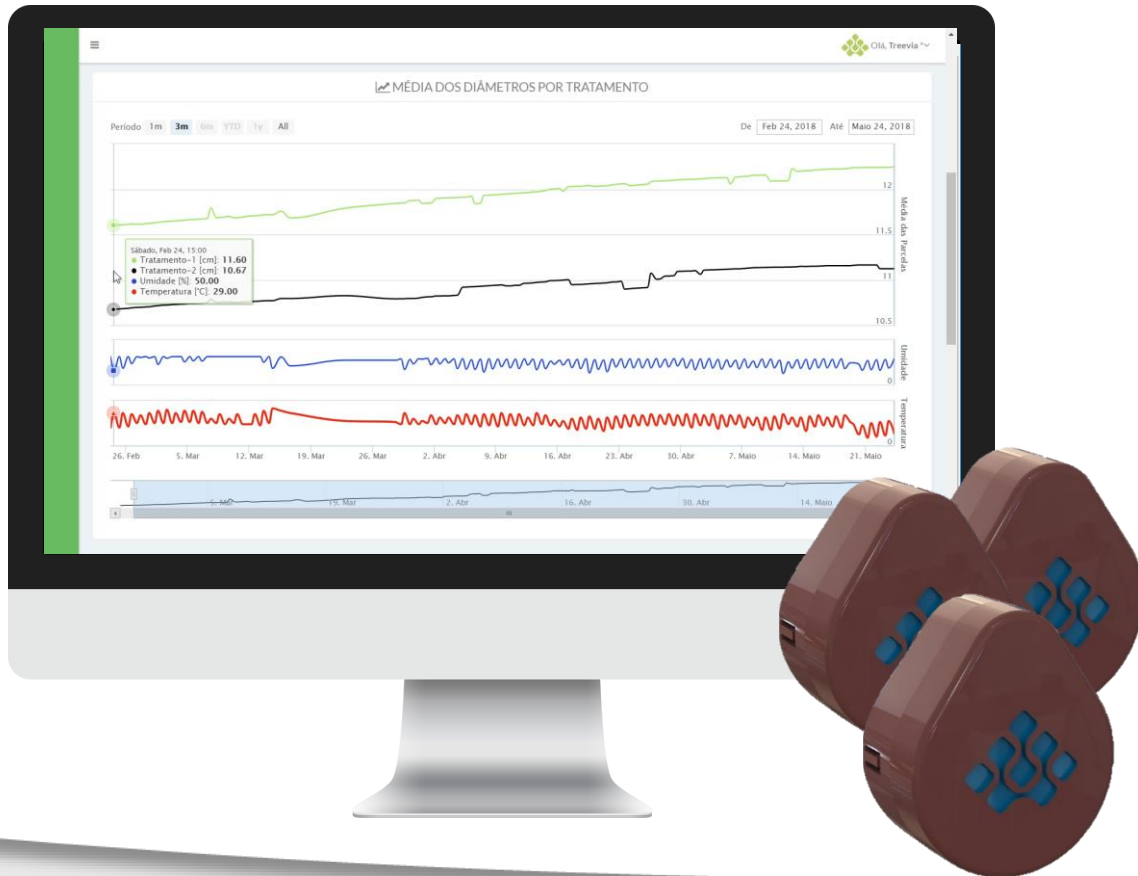 Olá, Treevia
MÉDIA DOS DIÂMETROS POR TRATAMENTO
Período 1m 3m 6m YTD 1y All
De Feb 24, 2018 Até Maio 24, 2018
12
11.5
11
10.5
Média das Parcelas
Sábado, Feb 24, 15:00
Tratamento-1 [cm]: 11.60
Tratamento-2 [cm]: 10.67
Umidade [%]: 50.00
Temperatura [°C]: 29.00
Umidade
0
Temperatura
0
26. Feb 5. Mar 12. Mar 19. Mar 26. Mar 2. Abr 9. Abr 16. Abr 23. Abr 30. Abr 7. Maio 14. Maio 21. Maio
5. Mar 19. Mar 2. Abr 16. Abr 30. Abr 14. Maio